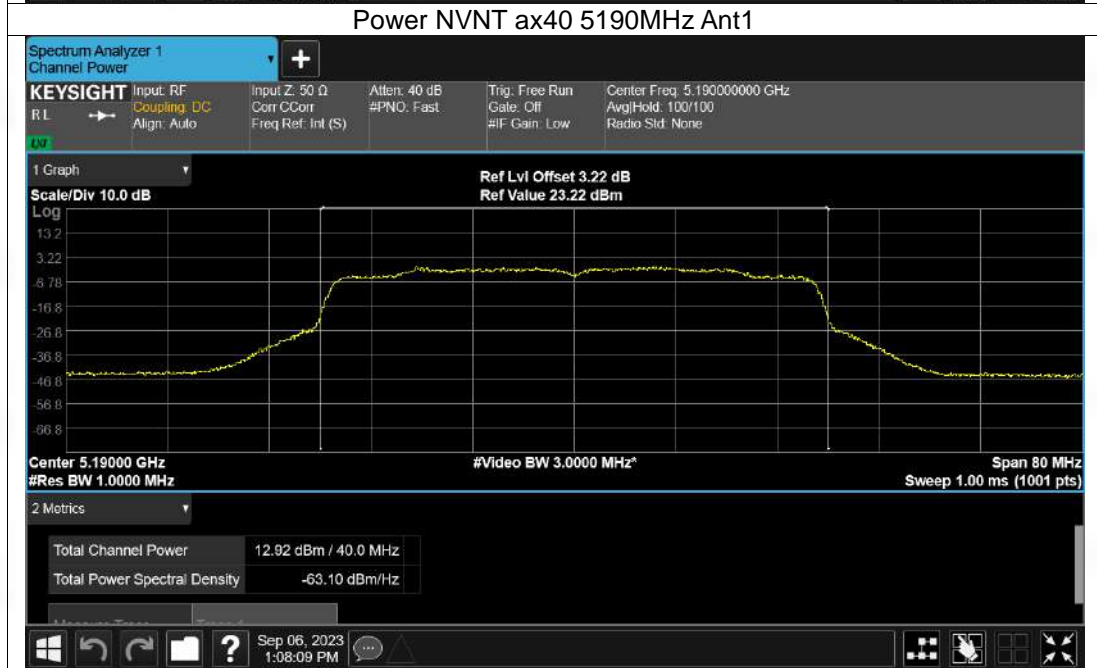 Power NVNT ax40 5190MHz Ant1
Spectrum Analyzer 1
Channel Power
+
KEYSIGHT
RL
LXI
Input: RF
Coupling: DC
Align: Auto
Input Z: 50 Ω
Corr CCorr
Freq Ref: Int (S)
Atten: 40 dB
#PNO: Fast
Trig: Free Run
Gate: Off
#IF Gain: Low
Center Freq: 5.190000000 GHz
Avg|Hold: 100/100
Radio Std: None
1 Graph
Scale/Div 10.0 dB
Ref Lvl Offset 3.22 dB
Ref Value 23.22 dBm
Log
13.2
3.22
-6.78
-16.8
-26.8
-36.8
-46.8
-56.8
-66.8
Center 5.19000 GHz
#Video BW 3.0000 MHz*
Span 80 MHz
#Res BW 1.0000 MHz
Sweep 1.00 ms (1001 pts)
2 Metrics
Total Channel Power 12.92 dBm / 40.0 MHz
Total Power Spectral Density -63.10 dBm/Hz
?
Sep 06, 2023
1:08:09 PM